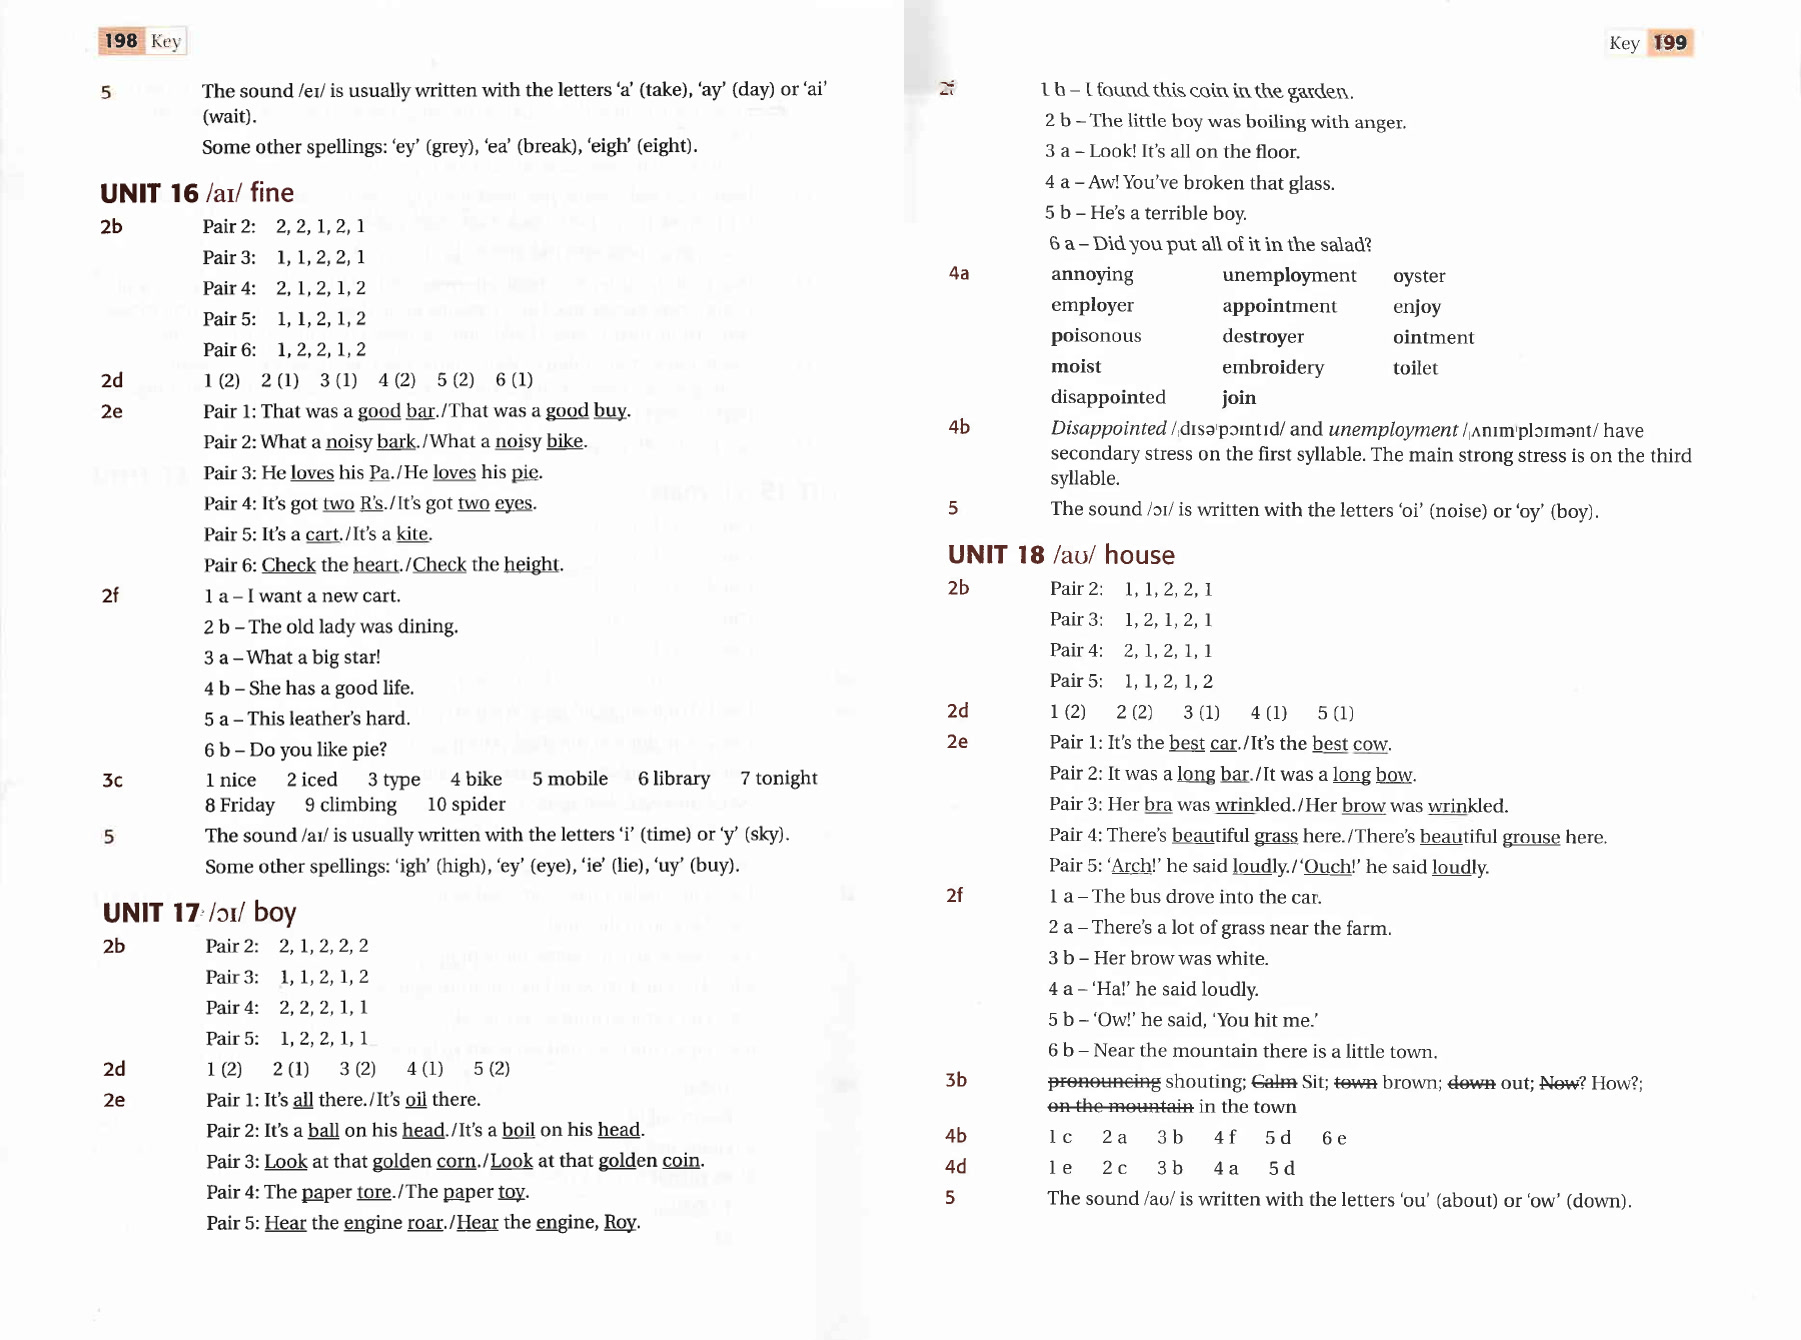 198 Key
5 The sound /eɪ/ is usually written with the letters ‘a’ (take), ‘ay’ (day) or ‘ai’
(wait).
Some other spellings: ‘ey’ (grey), ‘ea’ (break), ‘eigh’ (eight).
UNIT 16 /aɪ/ fine
2b Pair 2: 2, 2, 1, 2, 1
Pair 3: 1, 1, 2, 2, 1
Pair 4: 2, 1, 2, 1, 2
Pair 5: 1, 1, 2, 1, 2
Pair 6: 1, 2, 2, 1, 2
2d 1 (2) 2 (1) 3 (1) 4 (2) 5 (2) 6 (1)
2e Pair 1: That was a good bar./That was a good buy.
Pair 2: What a noisy bark./What a noisy bike.
Pair 3: He loves his Pa./He loves his pie.
Pair 4: It’s got two R’s./It’s got two eyes.
Pair 5: It’s a cart./It’s a kite.
Pair 6: Check the heart./Check the height.
2f 1 a – I want a new cart.
2 b – The old lady was dining.
3 a – What a big star!
4 b – She has a good life.
5 a – This leather’s hard.
6 b – Do you like pie?
3c 1 nice 2 iced 3 type 4 bike 5 mobile 6 library 7 tonight
8 Friday 9 climbing 10 spider
5 The sound /aɪ/ is usually written with the letters ‘i’ (time) or ‘y’ (sky).
Some other spellings: ‘igh’ (high), ‘ey’ (eye), ‘ie’ (lie), ‘uy’ (buy).
UNIT 17 /ɔɪ/ boy
2b Pair 2: 2, 1, 2, 2, 2
Pair 3: 1, 1, 2, 1, 2
Pair 4: 2, 2, 2, 1, 1
Pair 5: 1, 2, 2, 1, 1
2d 1 (2) 2 (1) 3 (2) 4 (1) 5 (2)
2e Pair 1: It’s all there./It’s oil there.
Pair 2: It’s a ball on his head./It’s a boil on his head.
Pair 3: Look at that golden corn./Look at that golden coin.
Pair 4: The paper tore./The paper toy.
Pair 5: Hear the engine roar./Hear the engine, Roy.
Key 199
1 b – I found this coin in the garden.
2 b – The little boy was boiling with anger.
3 a – Look! It’s all on the floor.
4 a – Aw! You’ve broken that glass.
5 b – He’s a terrible boy.
6 a – Did you put all of it in the salad?
4a annoying unemployment oyster
employer appointment enjoy
poisonous destroyer ointment
moist embroidery toilet
disappointed join
4b Disappointed /ˌdɪsəˈpɔɪntɪd/ and unemployment /ˌʌnɪmˈplɔɪmənt/ have
secondary stress on the first syllable. The main strong stress is on the third
syllable.
5 The sound /ɔɪ/ is written with the letters ‘oi’ (noise) or ‘oy’ (boy).
UNIT 18 /aʊ/ house
2b Pair 2: 1, 1, 2, 2, 1
Pair 3: 1, 2, 1, 2, 1
Pair 4: 2, 1, 2, 1, 1
Pair 5: 1, 1, 2, 1, 2
2d 1 (2) 2 (2) 3 (1) 4 (1) 5 (1)
2e Pair 1: It’s the best car./It’s the best cow.
Pair 2: It was a long bar./It was a long bow.
Pair 3: Her bra was wrinkled./Her brow was wrinkled.
Pair 4: There’s beautiful grass here./There’s beautiful grouse here.
Pair 5: ‘Arch!’ he said loudly./‘Ouch!’ he said loudly.
2f 1 a – The bus drove into the car.
2 a – There’s a lot of grass near the farm.
3 b – Her brow was white.
4 a – ‘Ha!’ he said loudly.
5 b – ‘Ow!’ he said, ‘You hit me.’
6 b – Near the mountain there is a little town.
3b pronouncing shouting; Calm Sit; town brown; down out; Now? How?;
on the mountain in the town
4b 1 c 2 a 3 b 4 f 5 d 6 e
4d 1 e 2 c 3 b 4 a 5 d
5 The sound /aʊ/ is written with the letters ‘ou’ (about) or ‘ow’ (down).